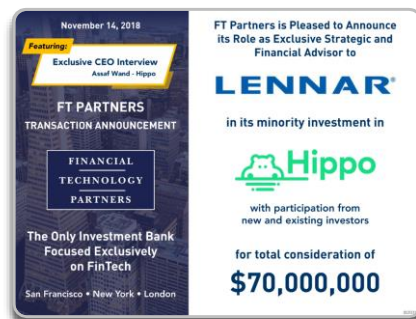 November 14, 2018
Featuring:
Exclusive CEO Interview
Assaf Wand - Hippo
FT PARTNERS
TRANSACTION ANNOUNCEMENT
FINANCIAL
TECHNOLOGY
PARTNERS
The Only Investment Bank
Focused Exclusively
on FinTech
San Francisco • New York • London
FT Partners is Pleased to Announce
its Role as Exclusive Strategic and
Financial Advisor to
LENNAR®
in its minority investment in
Hippo
with participation from
new and existing investors
for total consideration of
$70,000,000